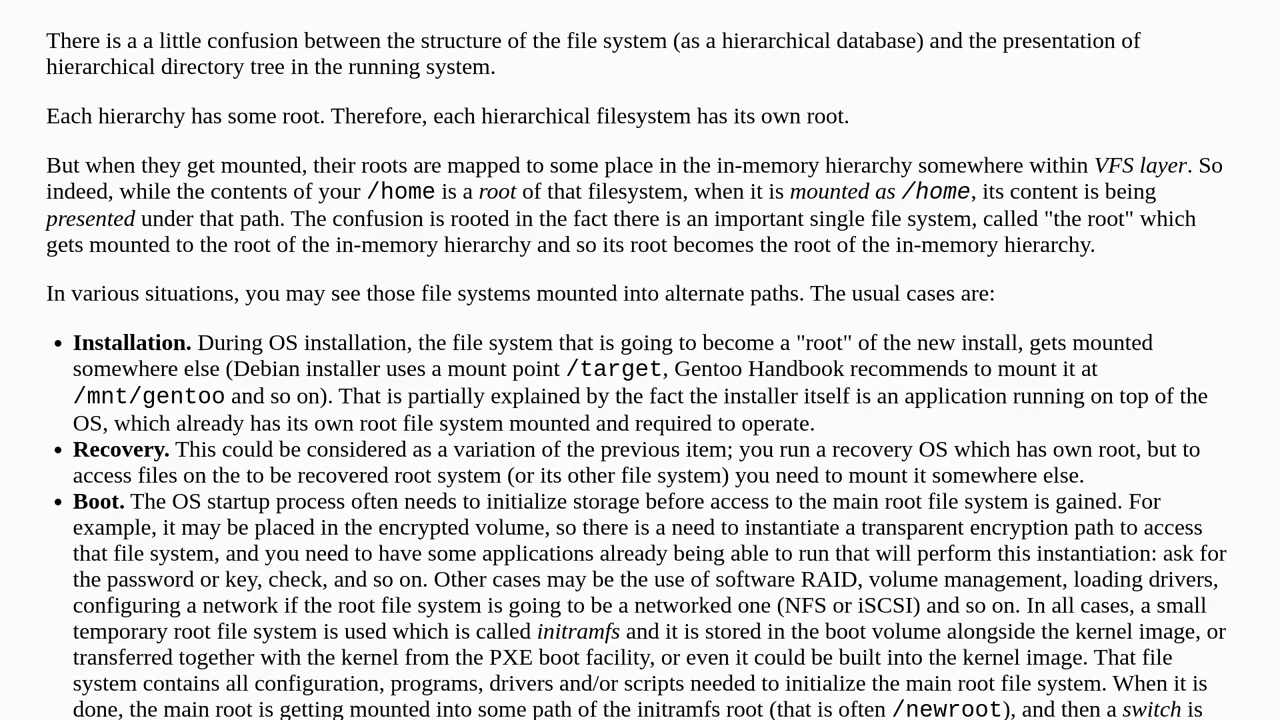 There is a a little confusion between the structure of the file system (as a hierarchical database) and the presentation of
hierarchical directory tree in the running system.
Each hierarchy has some root. Therefore, each hierarchical filesystem has its own root.
But when they get mounted, their roots are mapped to some place in the in-memory hierarchy somewhere within VFS layer. So
indeed, while the contents of your /home is a root of that filesystem, when it is mounted as /home, its content is being
presented under that path. The confusion is rooted in the fact there is an important single file system, called "the root" which
gets mounted to the root of the in-memory hierarchy and so its root becomes the root of the in-memory hierarchy.
In various situations, you may see those file systems mounted into alternate paths. The usual cases are:
• Installation. During OS installation, the file system that is going to become a "root" of the new install, gets mounted
somewhere else (Debian installer uses a mount point /target, Gentoo Handbook recommends to mount it at
/mnt/gentoo and so on). That is partially explained by the fact the installer itself is an application running on top of the
OS, which already has its own root file system mounted and required to operate.
• Recovery. This could be considered as a variation of the previous item; you run a recovery OS which has own root, but to
access files on the to be recovered root system (or its other file system) you need to mount it somewhere else.
• Boot. The OS startup process often needs to initialize storage before access to the main root file system is gained. For
example, it may be placed in the encrypted volume, so there is a need to instantiate a transparent encryption path to access
that file system, and you need to have some applications already being able to run that will perform this instantiation: ask for
the password or key, check, and so on. Other cases may be the use of software RAID, volume management, loading drivers,
configuring a network if the root file system is going to be a networked one (NFS or iSCSI) and so on. In all cases, a small
temporary root file system is used which is called initramfs and it is stored in the boot volume alongside the kernel image, or
transferred together with the kernel from the PXE boot facility, or even it could be built into the kernel image. That file
system contains all configuration, programs, drivers and/or scripts needed to initialize the main root file system. When it is
done, the main root is getting mounted into some path of the initramfs root (that is often /newroot), and then a switch is